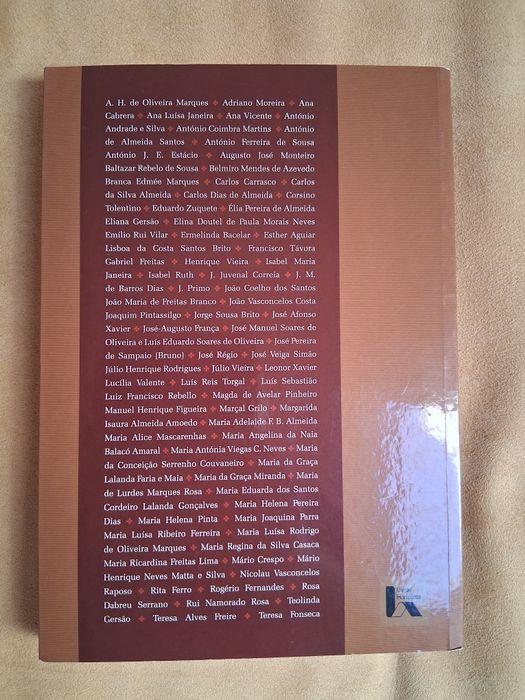 A. H. de Oliveira Marques ❖ Adriano Moreira ❖ Ana
Cabrera ❖ Ana Luísa Janeira ❖ Ana Vicente ❖ António
Andrade e Silva ❖ António Coimbra Martins ❖ António
de Almeida Santos ❖ António Ferreira de Sousa
António J. E. Estácio ❖ Augusto José Monteiro
Baltazar Rebelo de Sousa ❖ Belmiro Mendes de Azevedo
Branca Edmée Marques ❖ Carlos Carrasco ❖ Carlos
da Silva Almeida ❖ Carlos Dias de Almeida ❖ Corsino
Tolentino ❖ Eduardo Zuquete ❖ Élia Pereira de Almeida
Eliana Gersão ❖ Elina Doutel de Paula Morais Neves
Emílio Rui Vilar ❖ Ermelinda Bacelar ❖ Esther Aguiar
Lisboa da Costa Santos Brito ❖ Francisco Távora
Gabriel Freitas ❖ Henrique Vieira ❖ Isabel Maria
Janeira ❖ Isabel Ruth ❖ J. Juvenal Correia ❖ J. M.
de Barros Dias ❖ J. Primo ❖ João Coelho dos Santos
João Maria de Freitas Branco ❖ João Vasconcelos Costa
Joaquim Pintassilgo ❖ Jorge Sousa Brito ❖ José Afonso
Xavier ❖ José-Augusto França ❖ José Manuel Soares de
Oliveira e Luís Eduardo Soares de Oliveira ❖ José Pereira
de Sampaio (Bruno) ❖ José Régio ❖ José Veiga Simão
Júlio Henrique Rodrigues ❖ Júlio Vieira ❖ Leonor Xavier
Lucília Valente ❖ Luís Reis Torgal ❖ Luís Sebastião
Luiz Francisco Rebello ❖ Magda de Avelar Pinheiro
Manuel Henrique Figueira ❖ Marçal Grilo ❖ Margarida
Isaura Almeida Amoedo ❖ Maria Adelaide F. B. Almeida
Maria Alice Mascarenhas ❖ Maria Angelina da Naia
Balacó Amaral ❖ Maria Antónia Viegas C. Neves ❖ Maria
da Conceição Serrenho Couvaneiro ❖ Maria da Graça
Lalanda Faria e Maia ❖ Maria da Graça Miranda ❖ Maria
de Lurdes Marques Rosa ❖ Maria Eduarda dos Santos
Cordeiro Lalanda Gonçalves ❖ Maria Helena Pereira
Dias ❖ Maria Helena Pinta ❖ Maria Joaquina Parra
Maria Luísa Ribeiro Ferreira ❖ Maria Luísa Rodrigo
de Oliveira Marques ❖ Maria Regina da Silva Casaca
Maria Ricardina Freitas Lima ❖ Mário Crespo ❖ Mário
Henrique Neves Matta e Silva ❖ Nicolau Vasconcelos
Raposo ❖ Rita Ferro ❖ Rogério Fernandes ❖ Rosa
Dabreu Serrano ❖ Rui Namorado Rosa ❖ Teolinda
Gersão ❖ Teresa Alves Freire ❖ Teresa Fonseca
Livros
Horizonte